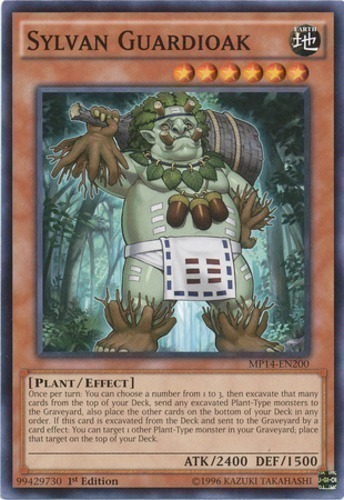 SYLVAN GUARDIOAK
EARTH
地
MP14-EN200
[PLANT/EFFECT]
Once per turn: You can choose a number from 1 to 3, then excavate that many
cards from the top of your Deck, send any excavated Plant-Type monsters to
the Graveyard, also place the other cards on the bottom of your Deck in any
order. If this card is excavated from the Deck and sent to the Graveyard by a
card effect: You can target 1 other Plant-Type monster in your Graveyard; place
that target on the top of your Deck.
ATK/2400 DEF/1500
99429730 1st Edition ©1996 KAZUKI TAKAHASHI